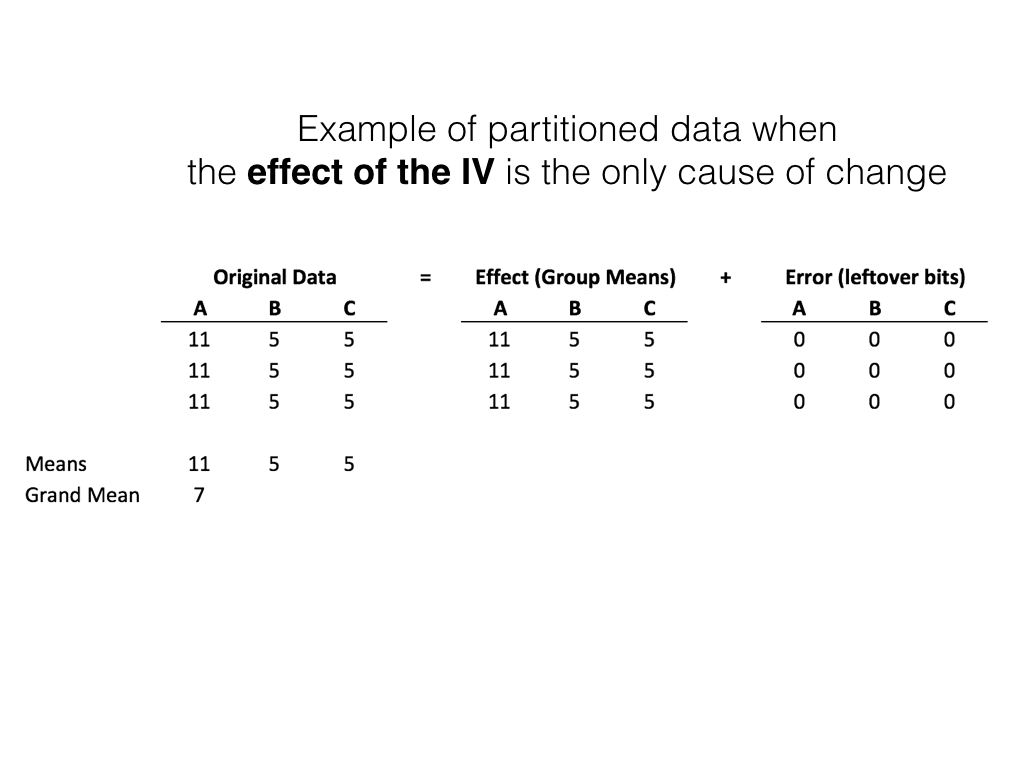 Example of partitioned data when
the effect of the IV is the only cause of change
Original Data = Effect (Group Means) + Error (leftover bits)
A B C A B C A B C
11 5 5 11 5 5 0 0 0
11 5 5 11 5 5 0 0 0
11 5 5 11 5 5 0 0 0
Means 11 5 5
Grand Mean 7